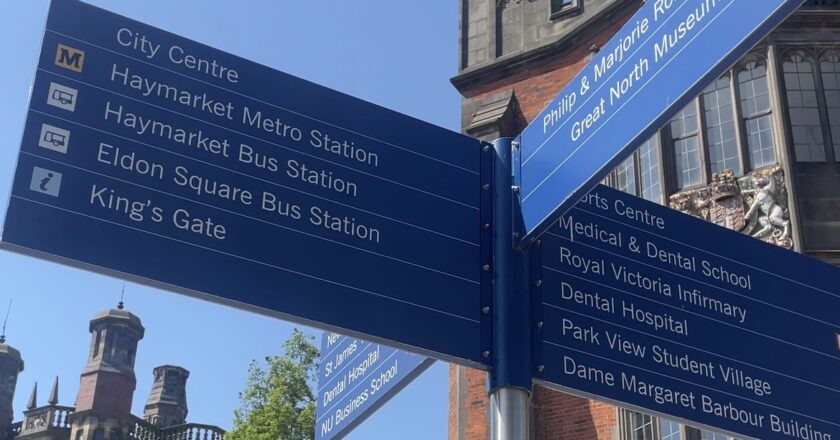 City Centre
M Haymarket Metro Station
Haymarket Bus Station
Eldon Square Bus Station
i King's Gate
Philip & Marjorie
Great North Museum
Centre
Medical & Dental School
Royal Victoria Infirmary
Dental Hospital
Park View Student Village
Dame Margaret Barbour Building
St James
Dental Hospital
NU Business School